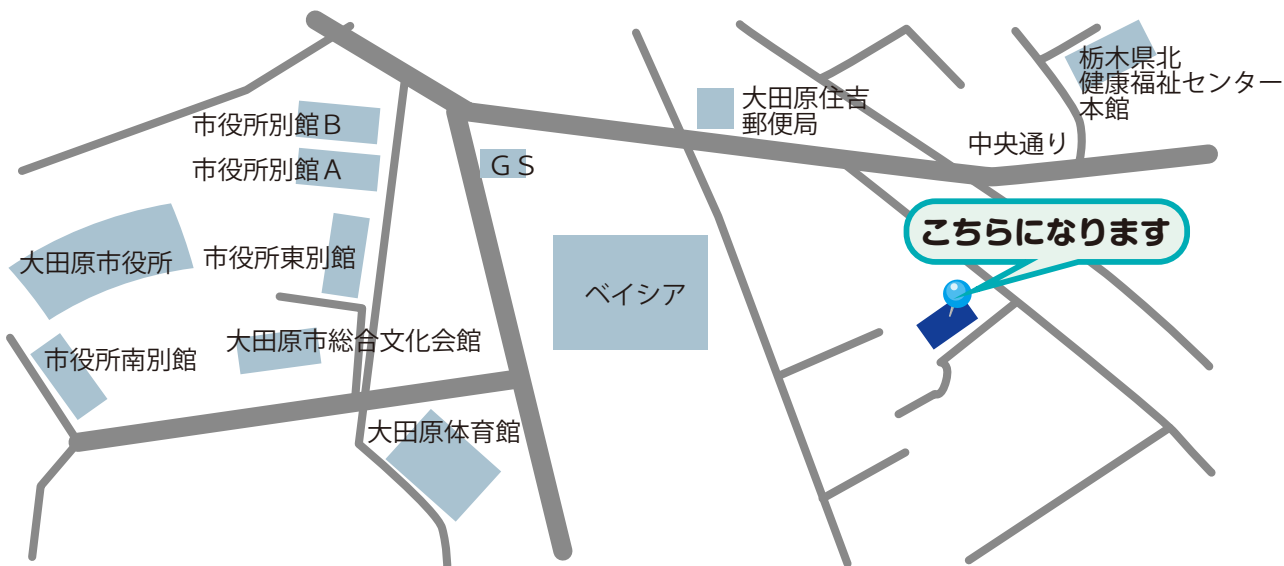 栃木県北
健康福祉センター
本館
大田原住吉
郵便局
市役所別館B
中央通り
市役所別館A
GS
こちらになります
大田原市役所
市役所東別館
ベイシア
大田原市総合文化会館
市役所南別館
大田原体育館